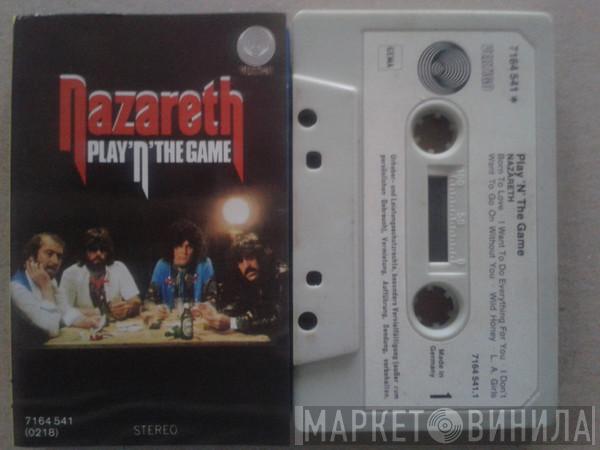 Nazareth
PLAY'N'THE GAME
7164 541
(0218)
STEREO
GEMA
7164 541 *
Play 'N' The Game
NAZARETH
Born To Love I Want To Do Everything For You I Don't
Want To Go On Without You Wild Honey L. A. Girls
Urheber- und Leistungsschutzrechte, besonders Vervielfältigung (außer zum
persönlichen Gebrauch), Vermietung, Aufführung, Sendung, vorbehalten.
50
Made in
Germany
1
7164 541.1
МАРКЕТ ВИНИЛА